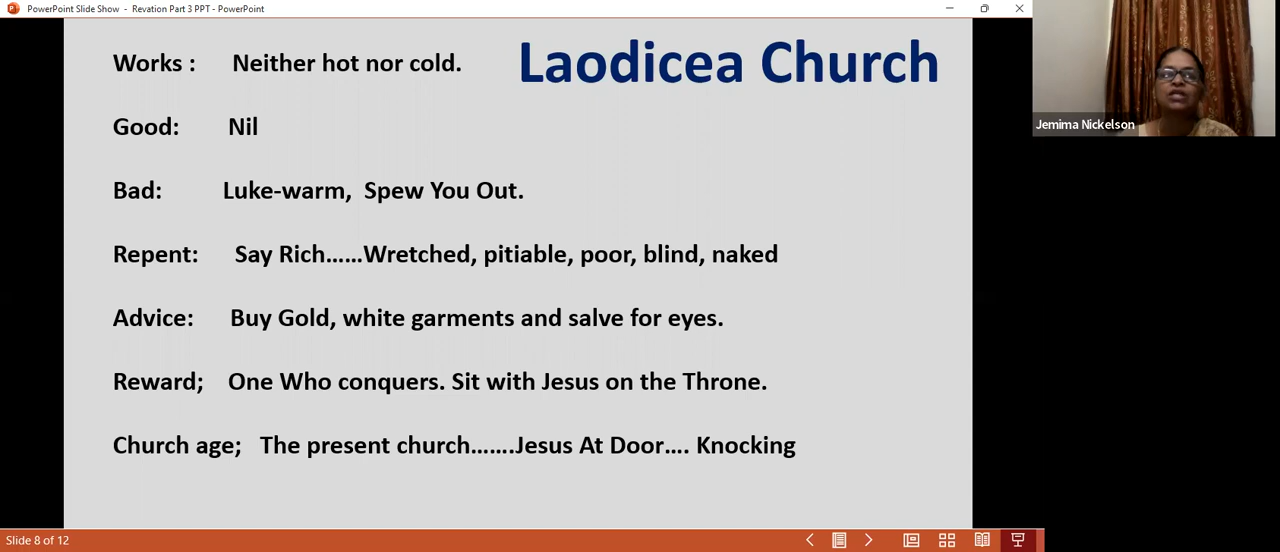 PowerPoint Slide Show - Revation Part 3 PPT - PowerPoint
Laodicea Church
Works : Neither hot nor cold.
Good: Nil
Bad: Luke-warm, Spew You Out.
Repent: Say Rich......Wretched, pitiable, poor, blind, naked
Advice: Buy Gold, white garments and salve for eyes.
Reward; One Who conquers. Sit with Jesus on the Throne.
Church age; The present church.......Jesus At Door.... Knocking
Jemima Nickelson
Slide 8 of 12